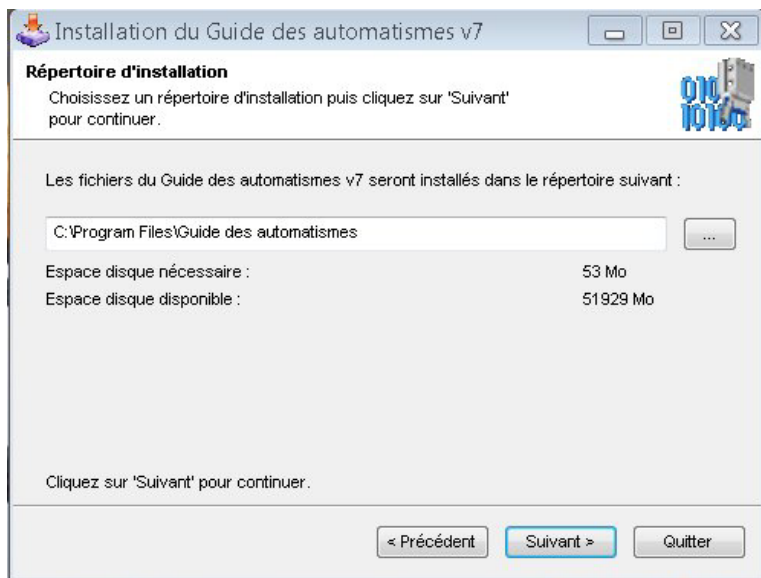 Installation du Guide des automatismes v7
Répertoire d'installation
Choisissez un répertoire d'installation puis cliquez sur 'Suivant'
pour continuer.
010
10100
Les fichiers du Guide des automatismes v7 seront installés dans le répertoire suivant :
C:\Program Files\Guide des automatismes
...
Espace disque nécessaire : 53 Mo
Espace disque disponible : 51929 Mo
Cliquez sur 'Suivant' pour continuer.
< Précédent Suivant > Quitter